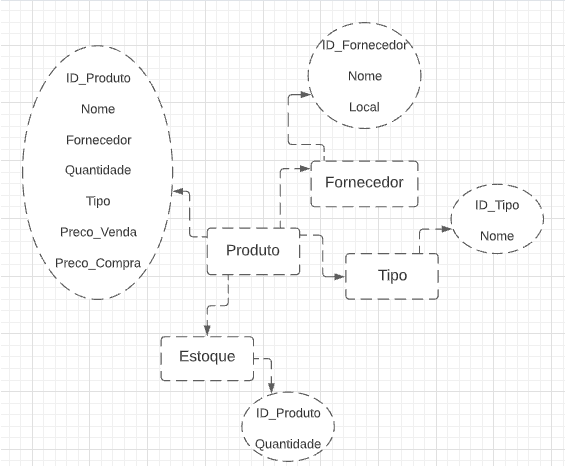 ID_Produto
Nome
Fornecedor
Quantidade
Tipo
Preco_Venda
Preco_Compra
ID_Fornecedor
Nome
Local
Fornecedor
ID_Tipo
Nome
Produto
Tipo
Estoque
ID_Produto
Quantidade